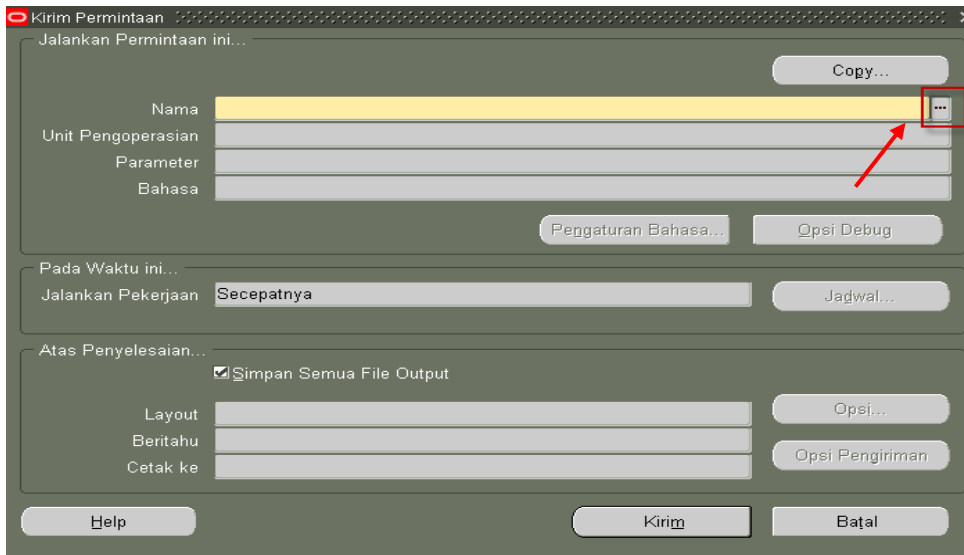 Kirim Permintaan
Jalankan Permintaan ini...
Copy...
Nama
...
Unit Pengoperasian
Parameter
Bahasa
Pengaturan Bahasa...
Opsi Debug
Pada Waktu ini...
Jalankan Pekerjaan Secepatnya
Jadwal...
Atas Penyelesaian...
Simpan Semua File Output
Layout
Opsi...
Beritahu
Opsi Pengiriman
Cetak ke
Help
Kirim
Batal